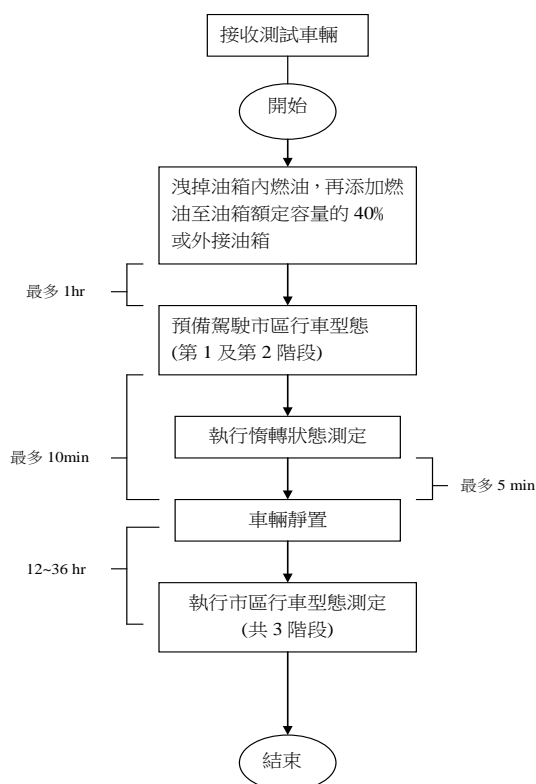 接收測試車輛
開始
洩掉油箱內燃油，再添加燃
油至油箱額定容量的 40%
或外接油箱
最多 1hr
預備駕駛市區行車型態
(第 1 及第 2 階段)
執行惰轉狀態測定
最多 10min
最多 5 min
車輛靜置
12~36 hr
執行市區行車型態測定
(共 3 階段)
結束